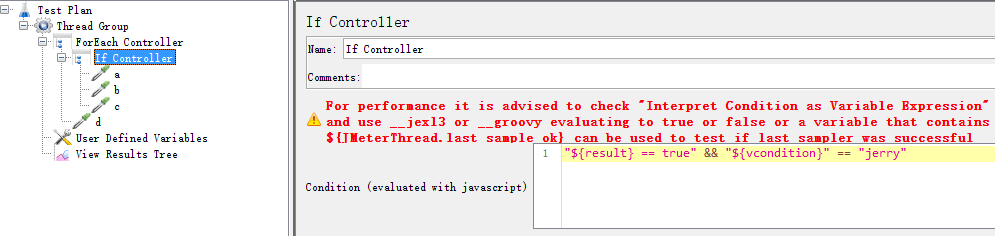 Test Plan
Thread Group
ForEach Controller
If Controller
a
b
c
d
User Defined Variables
View Results Tree
If Controller
Name: If Controller
Comments:
For performance it is advised to check "Interpret Condition as Variable Expression"
and use __jexl3 or __groovy evaluating to true or false or a variable that contains
${JMeterThread.last_sample_ok} can be used to test if last sampler was successful
1 "${result} == true" && "${vcondition}" == "jerry"
Condition (evaluated with javascript)